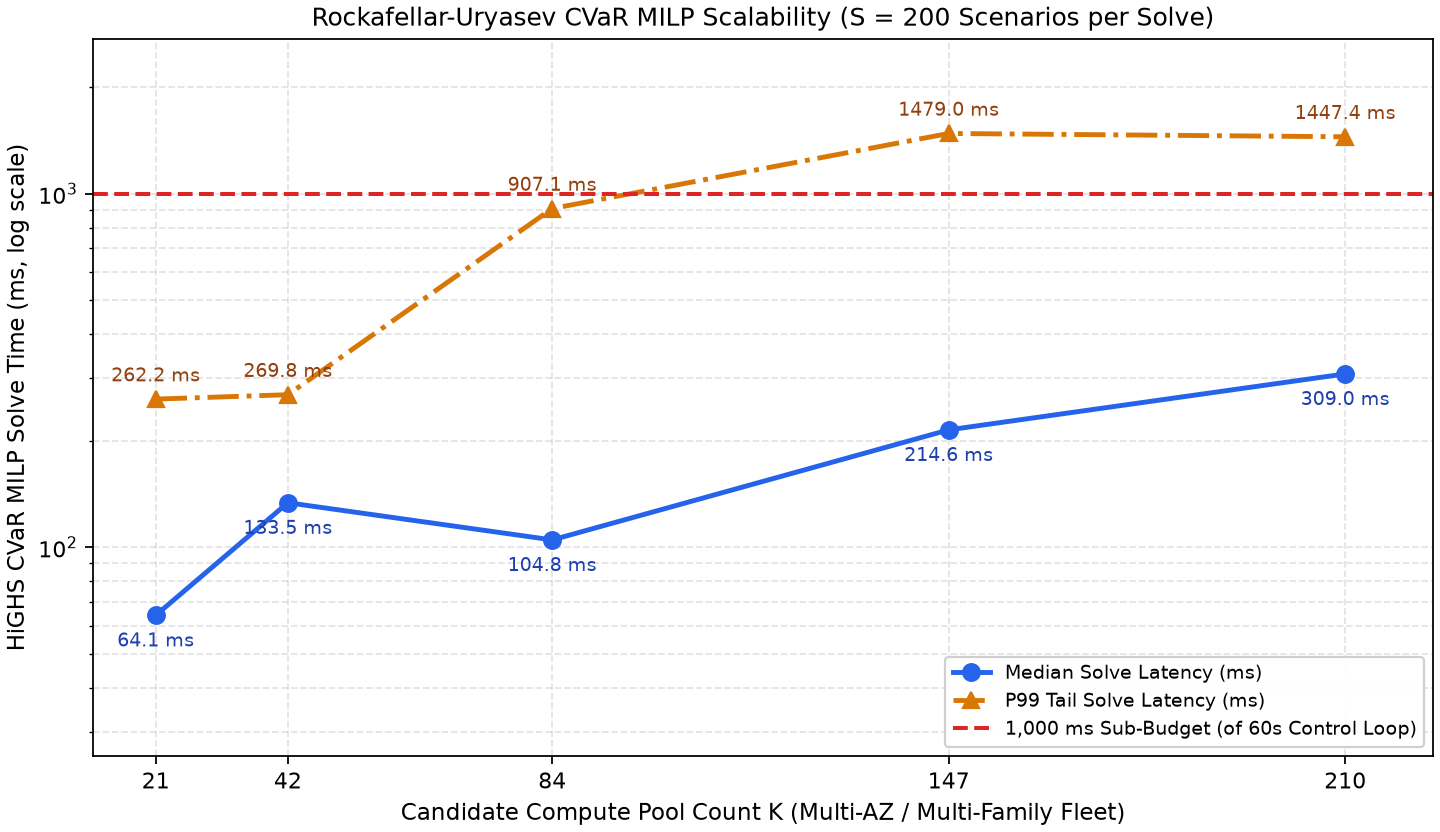 Rockafellar-Uryasev CVaR MILP Scalability (S = 200 Scenarios per Solve)
HiGHS CVaR MILP Solve Time (ms, log scale)
10³
10²
1479.0 ms
1447.4 ms
907.1 ms
262.2 ms
269.8 ms
309.0 ms
214.6 ms
133.5 ms
104.8 ms
64.1 ms
Median Solve Latency (ms)
P99 Tail Solve Latency (ms)
1,000 ms Sub-Budget (of 60s Control Loop)
21
42
84
147
210
Candidate Compute Pool Count K (Multi-AZ / Multi-Family Fleet)